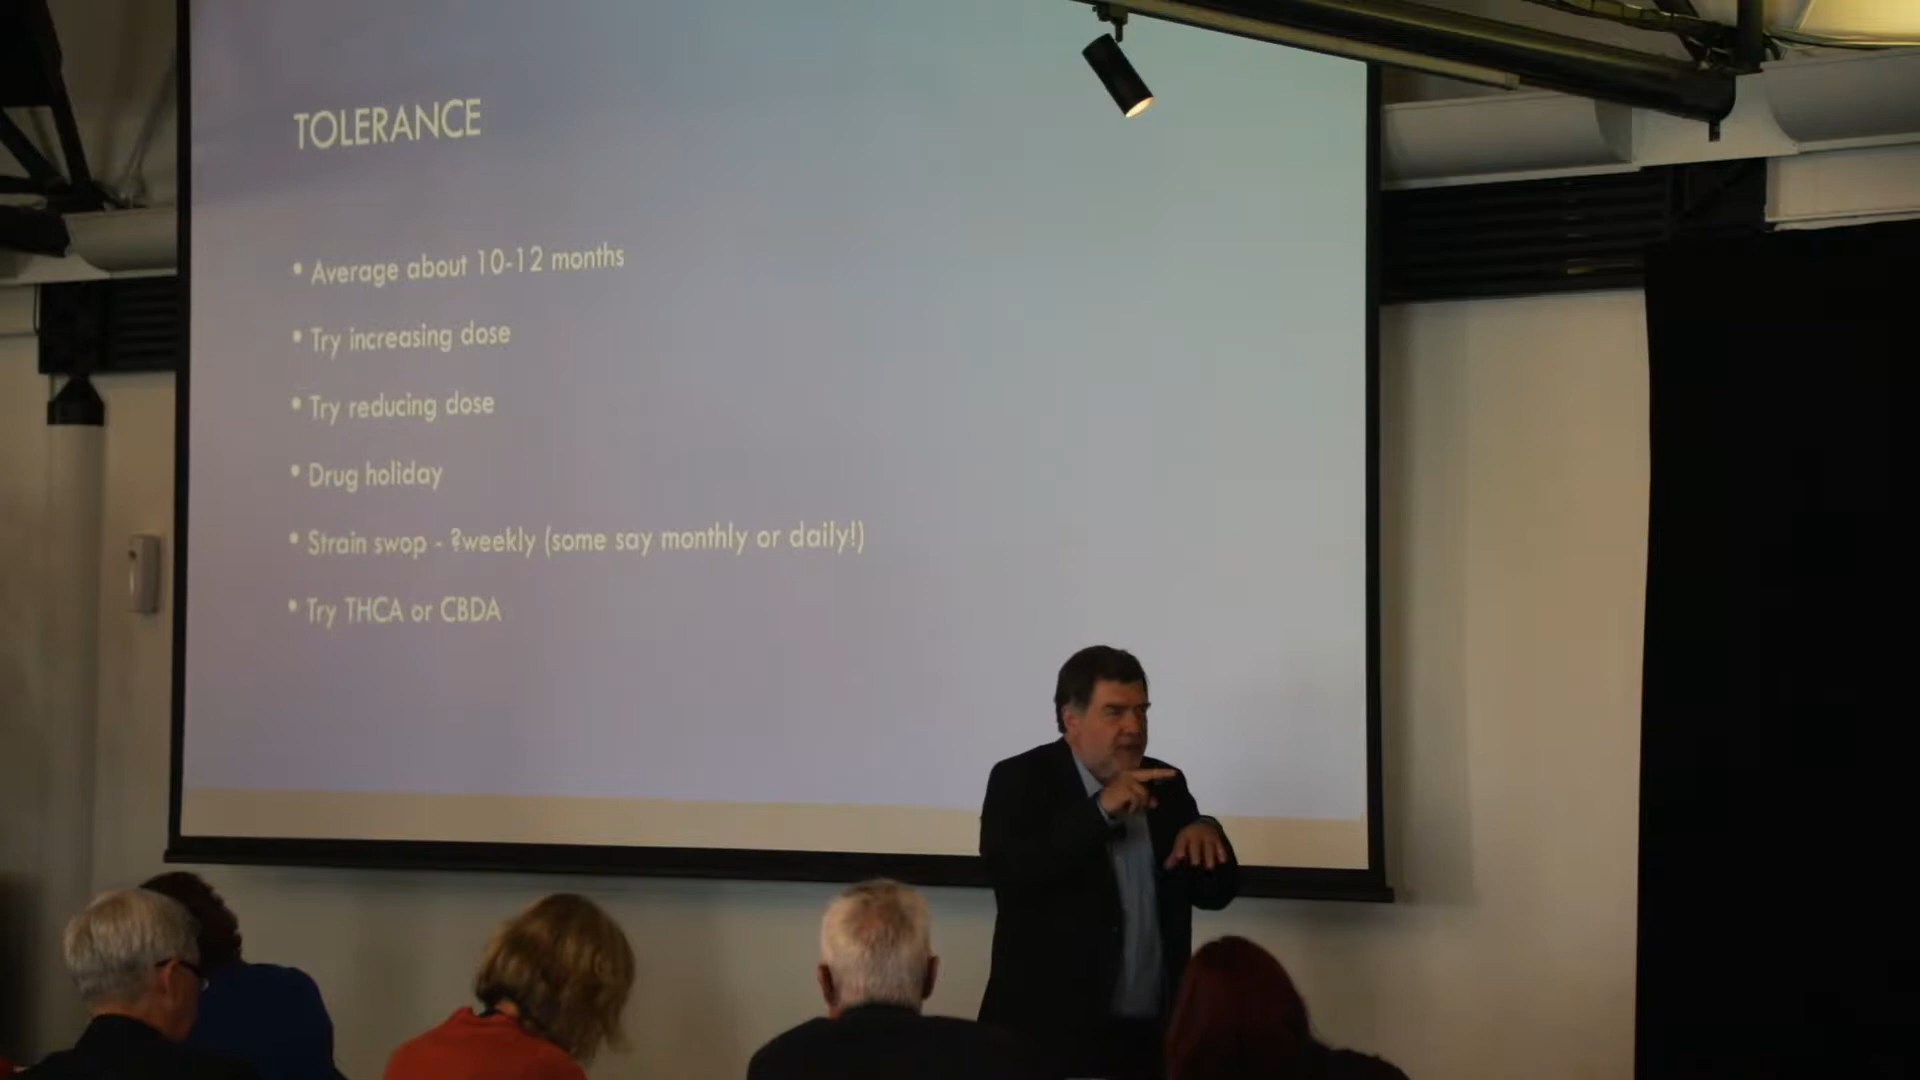 TOLERANCE
• Average about 10-12 months
• Try increasing dose
• Try reducing dose
• Drug holiday
• Strain swop - ?weekly (some say monthly or daily!)
• Try THCA or CBDA